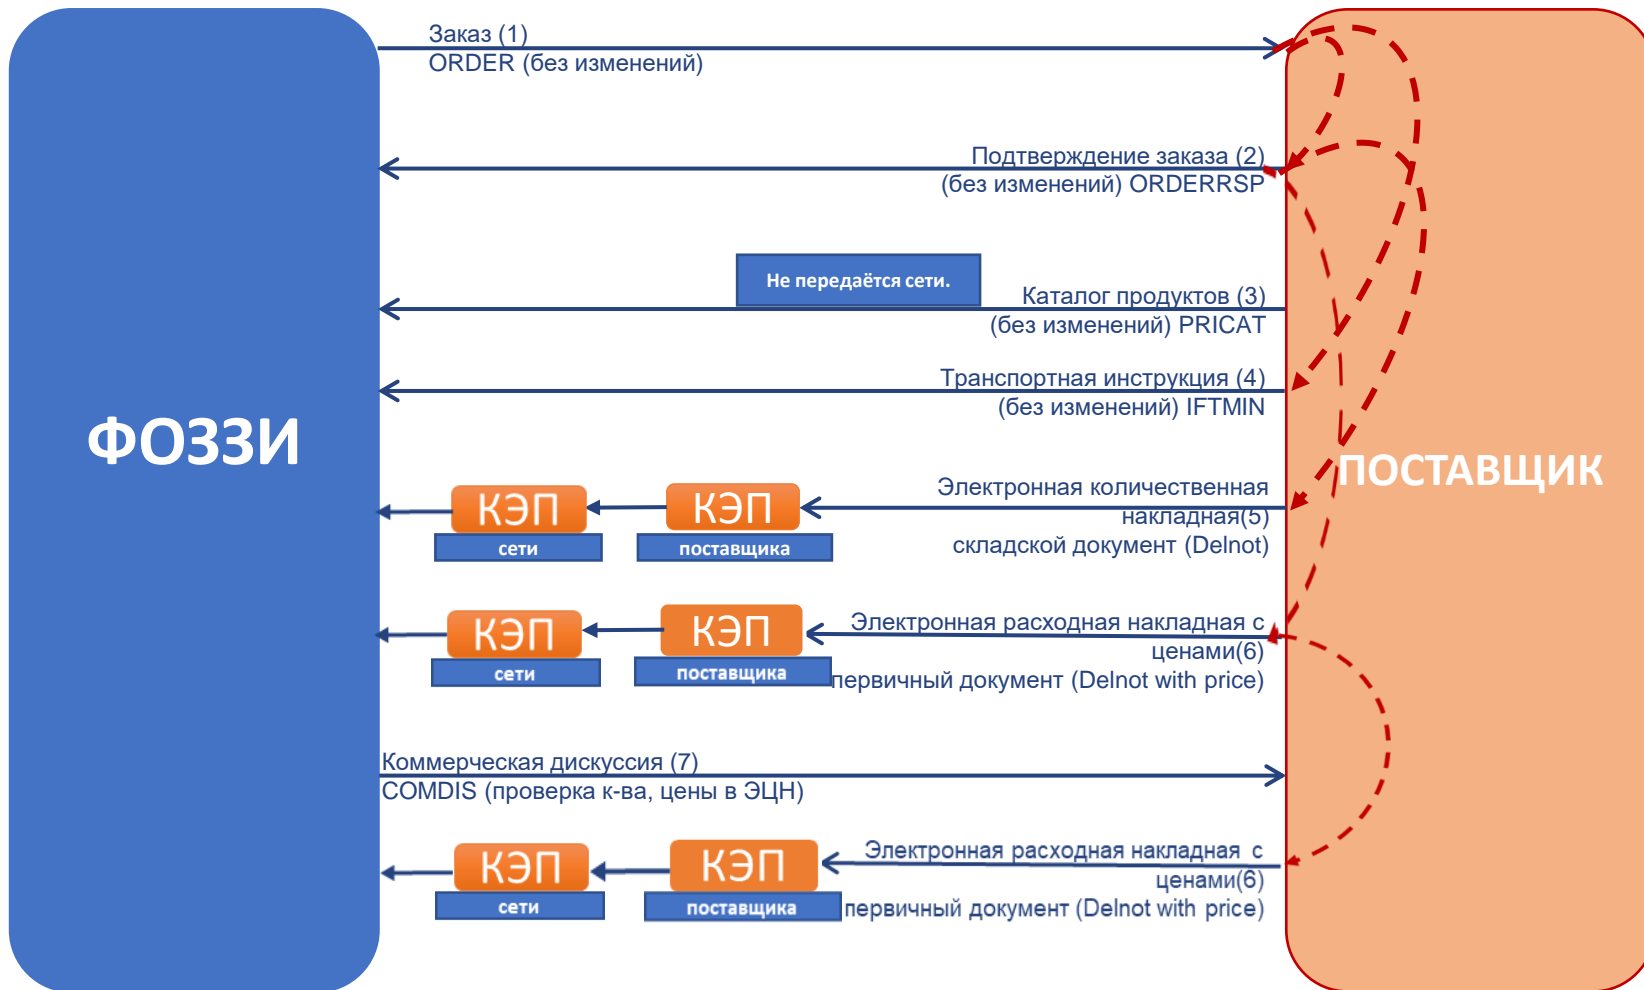 Заказ (1)
ORDER (без изменений)
Подтверждение заказа (2)
(без изменений) ORDERRSP
Не передаётся сети.
Каталог продуктов (3)
(без изменений) PRICAT
Транспортная инструкция (4)
(без изменений) IFTMIN
ФОЗЗИ
ПОСТАВЩИК
Электронная количественная
накладная(5)
складской документ (Delnot)
КЭП
сети
КЭП
поставщика
Электронная расходная накладная с
ценами(6)
первичный документ (Delnot with price)
КЭП
сети
КЭП
поставщика
Коммерческая дискуссия (7)
COMDIS (проверка к-ва, цены в ЭЦН)
Электронная расходная накладная с
ценами(6)
первичный документ (Delnot with price)
КЭП
сети
КЭП
поставщика